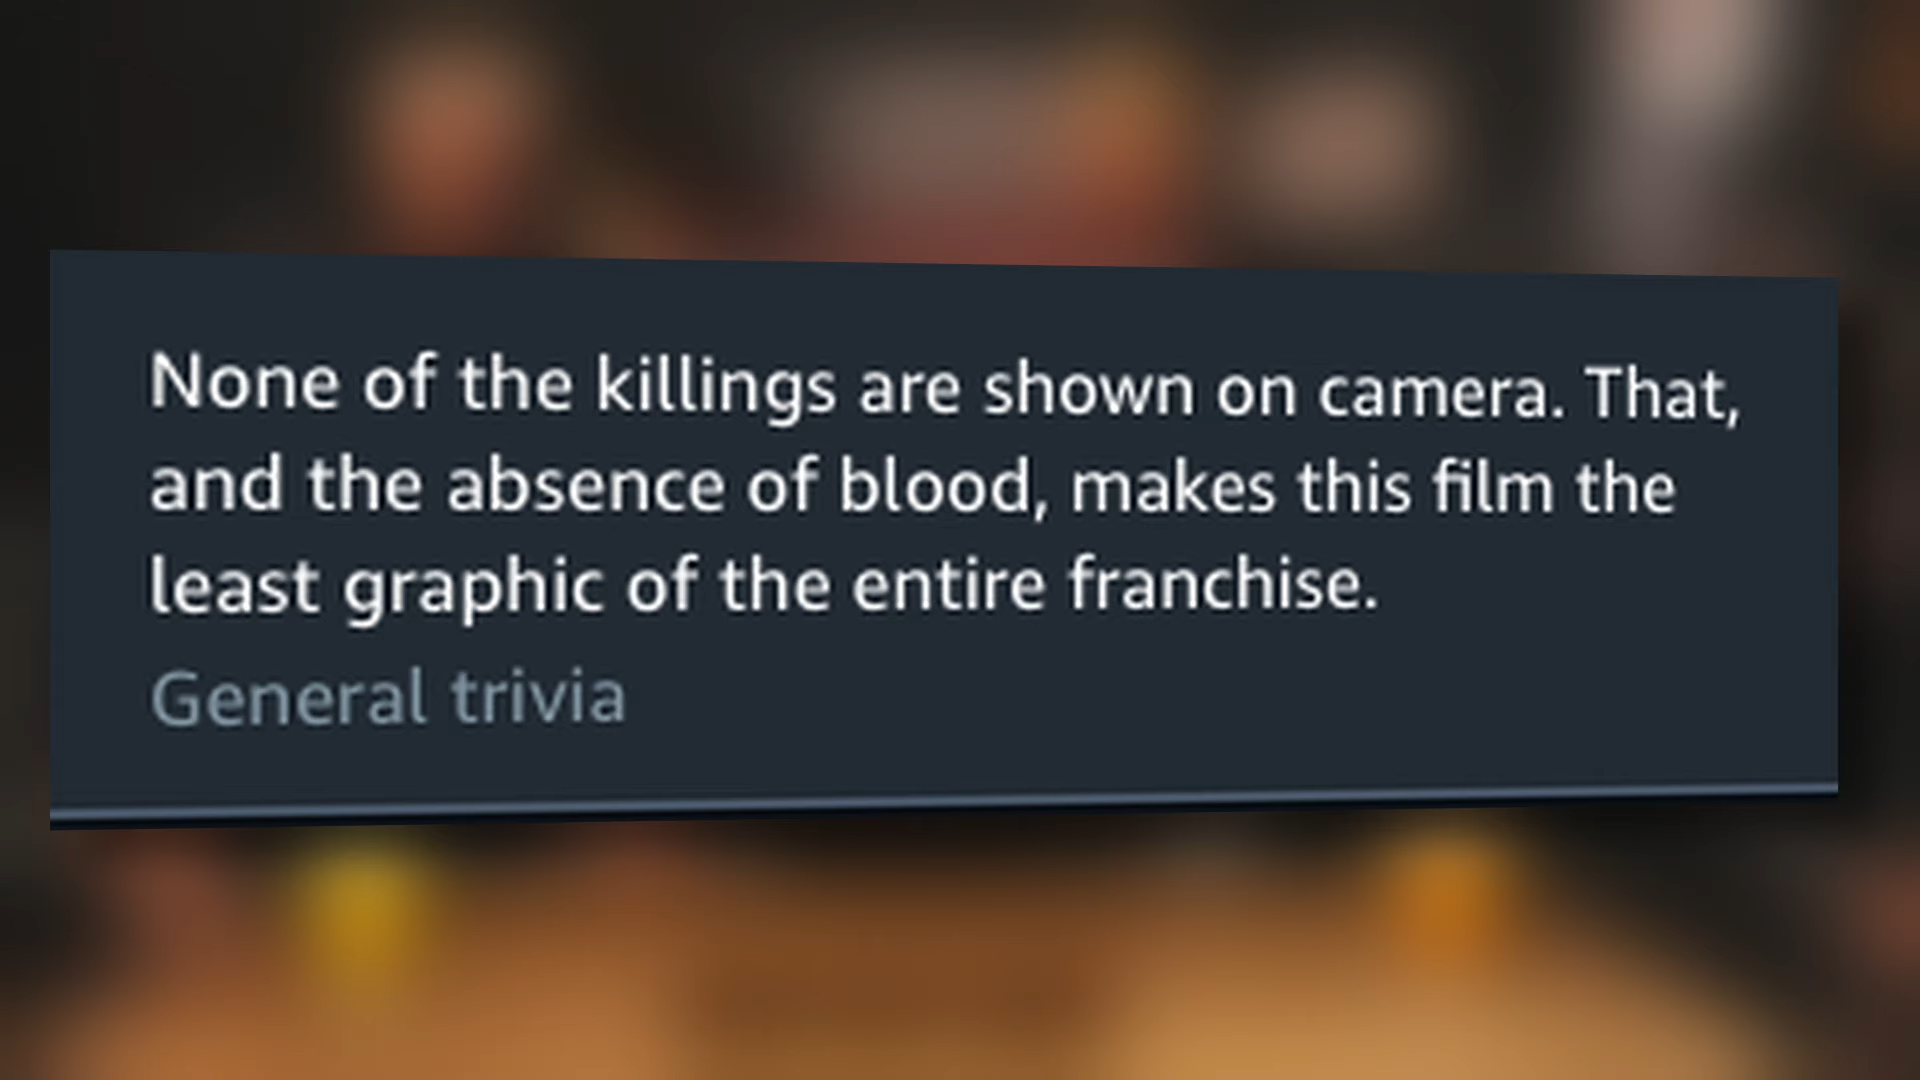 None of the killings are shown on camera. That,
and the absence of blood, makes this film the
least graphic of the entire franchise.
General trivia